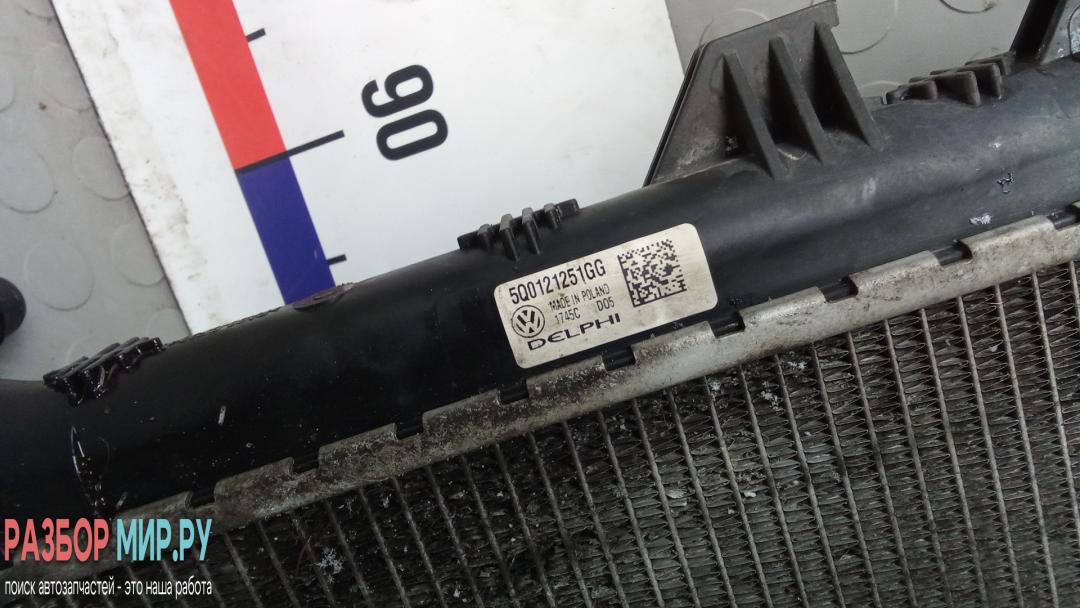 90
5Q0121251GG
MADE IN POLAND
1745C D05
DELPHI
РАЗБОР МИР.РУ
поиск автозапчастей - это наша работа